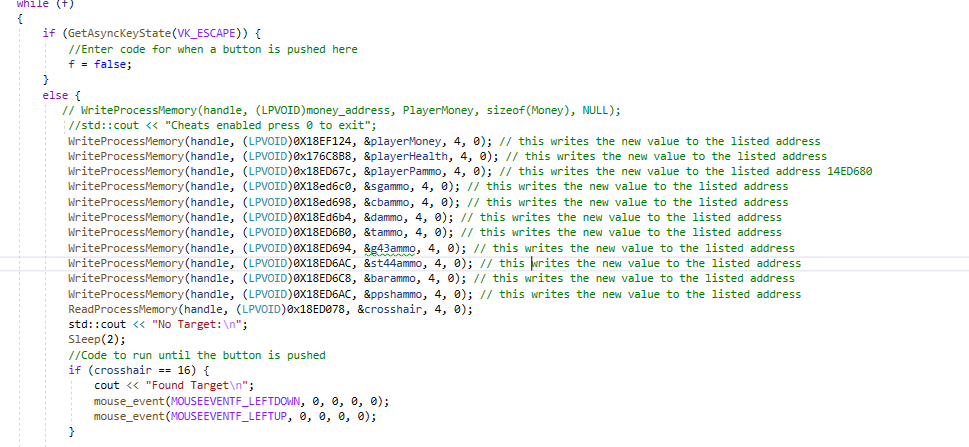 while (f)
{
if (GetAsyncKeyState(VK_ESCAPE)) {
//Enter code for when a button is pushed here
f = false;
}
else {
// WriteProcessMemory(handle, (LPVOID)money_address, PlayerMoney, sizeof(Money), NULL);
//std::cout << "Cheats enabled press 0 to exit";
WriteProcessMemory(handle, (LPVOID)0X18EF124, &playerMoney, 4, 0); // this writes the new value to the listed address
WriteProcessMemory(handle, (LPVOID)0x176C8B8, &playerHealth, 4, 0); // this writes the new value to the listed address
WriteProcessMemory(handle, (LPVOID)0x18ED67c, &playerPammo, 4, 0); // this writes the new value to the listed address 14ED680
WriteProcessMemory(handle, (LPVOID)0X18ed6c0, &sgammo, 4, 0); // this writes the new value to the listed address
WriteProcessMemory(handle, (LPVOID)0X18ed698, &cbammo, 4, 0); // this writes the new value to the listed address
WriteProcessMemory(handle, (LPVOID)0X18Ed6b4, &dammo, 4, 0); // this writes the new value to the listed address
WriteProcessMemory(handle, (LPVOID)0X18ED6B0, &tammo, 4, 0); // this writes the new value to the listed address
WriteProcessMemory(handle, (LPVOID)0X18ED694, &g43ammo, 4, 0); // this writes the new value to the listed address
WriteProcessMemory(handle, (LPVOID)0X18ED6AC, &st44ammo, 4, 0); // this writes the new value to the listed address
WriteProcessMemory(handle, (LPVOID)0X18ED6C8, &barammo, 4, 0); // this writes the new value to the listed address
WriteProcessMemory(handle, (LPVOID)0X18ED6AC, &ppshammo, 4, 0); // this writes the new value to the listed address
ReadProcessMemory(handle, (LPVOID)0x18ED078, &crosshair, 4, 0);
std::cout << "No Target:\n";
Sleep(2);
//Code to run until the button is pushed
if (crosshair == 16) {
cout << "Found Target\n";
mouse_event(MOUSEEVENTF_LEFTDOWN, 0, 0, 0, 0);
mouse_event(MOUSEEVENTF_LEFTUP, 0, 0, 0, 0);
}